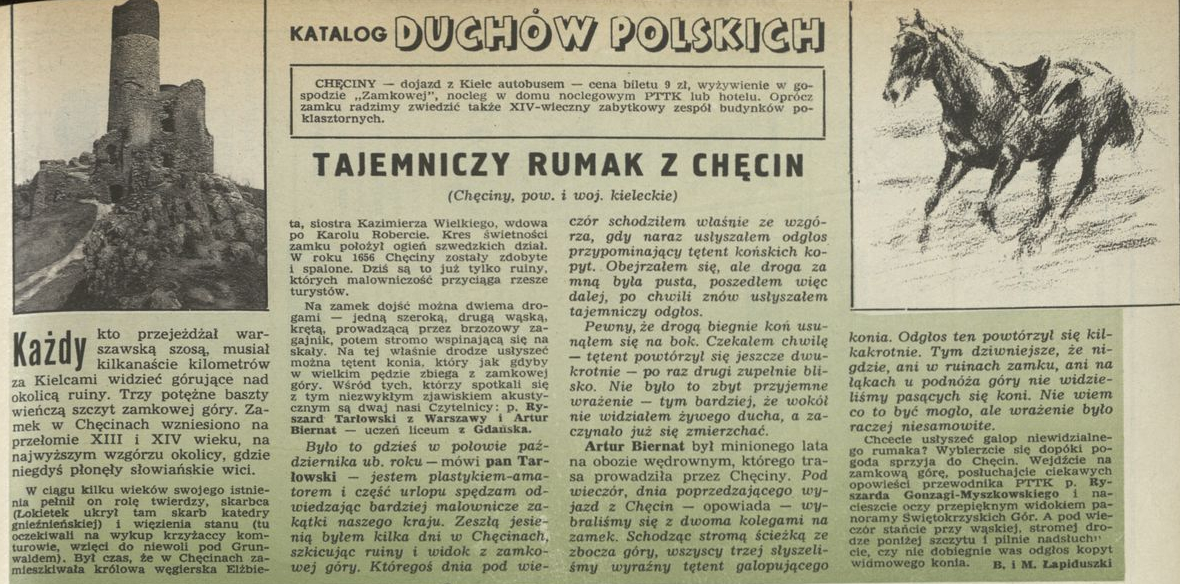 KATALOG DUCHÓW POLSKICH
CHĘCINY — dojazd z Kielc autobusem — cena biletu 9 zł, wyżywienie w go-
spodzie „Zamkowej", nocleg w domu noclegowym PTTK lub hotelu. Oprócz
zamku radzimy zwiedzić także XIV-wieczny zabytkowy zespół budynków po-
klasztornych.
TAJEMNICZY RUMAK Z CHĘCIN
(Chęciny, pow. i woj. kieleckie)
Każdy kto przejeżdżał war-
szawską szosą, musiał
kilkanaście kilometrów
za Kielcami widzieć górujące nad
okolicą ruiny. Trzy potężne baszty
wieńczą szczyt zamkowej góry. Za-
mek w Chęcinach wzniesiono na
przełomie XIII i XIV wieku, na
najwyższym wzgórzu okolicy, gdzie
niegdyś płonęły słowiańskie wici.
W ciągu kilku wieków swojego istnie-
nia pełnił on rolę twierdzy, skarbca
(Łokietek ukrył tam skarb katedry
gnieźnieńskiej) i więzienia stanu (tu
oczekiwali na wykup krzyżaccy kom-
turowie, wzięci do niewoli pod Grun-
waldem). Był czas, że w Chęcinach za-
mieszkiwała królowa węgierska Elżbie-
ta, siostra Kazimierza Wielkiego, wdowa
po Karolu Robercie. Kres świetności
zamku położył ogień szwedzkich dział.
W roku 1656 Chęciny zostały zdobyte
i spalone. Dziś są to już tylko ruiny,
których malowniczość przyciąga rzesze
turystów.
Na zamek dojść można dwiema dro-
gami — jedną szeroką, drugą wąską,
krętą, prowadzącą przez brzozowy za-
gajnik, potem stromo wspinającą się na
skały. Na tej właśnie drodze usłyszeć
można tętent konia, który jak gdyby
w wielkim pędzie zbiega z zamkowej
góry. Wśród tych, którzy spotkali się
z tym niezwykłym zjawiskiem akustycz-
nym są dwaj nasi Czytelnicy: p. Ry-
szard Tarłowski z Warszawy i Artur
Biernat — uczeń liceum z Gdańska.
Było to gdzieś w połowie paź-
dziernika ub. roku — mówi pan Tar-
łowski — jestem plastykiem-ama-
torem i część urlopu spędzam od-
wiedzając bardziej malownicze za-
kątki naszego kraju. Zeszłą jesie-
nią byłem kilka dni w Chęcinach,
szkicując ruiny i widok z zamko-
wej góry. Któregoś dnia pod wie-
czór schodziłem właśnie ze wzgó-
rza, gdy naraz usłyszałem odgłos
przypominający tętent końskich ko-
pyt. Obejrzałem się, ale droga za
mną była pusta, poszedłem więc
dalej, po chwili znów usłyszałem
tajemniczy odgłos.
Pewny, że drogą biegnie koń usu-
nąłem się na bok. Czekałem chwilę
— tętent powtórzył się jeszcze dwu-
krotnie — po raz drugi zupełnie bli-
sko. Nie było to zbyt przyjemne
wrażenie — tym bardziej, że wokół
nie widziałem żywego ducha, a za-
czynało już się zmierzchać.
Artur Biernat był minionego lata
na obozie wędrownym, którego tra-
sa prowadziła przez Chęciny. Pod
wieczór, dnia poprzedzającego wy-
jazd z Chęcin — opowiada — wy-
braliśmy się z dwoma kolegami na
zamek. Schodząc stromą ścieżką ze
zbocza góry, wszyscy trzej słyszeli-
śmy wyraźny tętent galopującego
konia. Odgłos ten powtórzył się kil-
kakrotnie. Tym dziwniejsze, że ni-
gdzie, ani w ruinach zamku, ani na
łąkach u podnóża góry nie widzie-
liśmy pasących się koni. Nie wiem
co to być mogło, ale wrażenie było
raczej niesamowite.
Chcecie usłyszeć galop niewidzialne-
go rumaka? Wybierzcie się dopóki po-
goda sprzyja do Chęcin. Wejdźcie na
zamkową górę, posłuchajcie ciekawych
opowieści przewodnika PTTK p. Ry-
szarda Gonzagi-Myszkowskiego i na-
cieszcie oczy przepięknym widokiem pa-
noramy Świętokrzyskich Gór. A pod wie-
czór stańcie przy wąskiej, stromej dro-
dze poniżej szczytu i pilnie nadsłuchuj-
cie, czy nie dobiegnie was odgłos kopyt
widmowego konia. B. i M. Łapiduszki